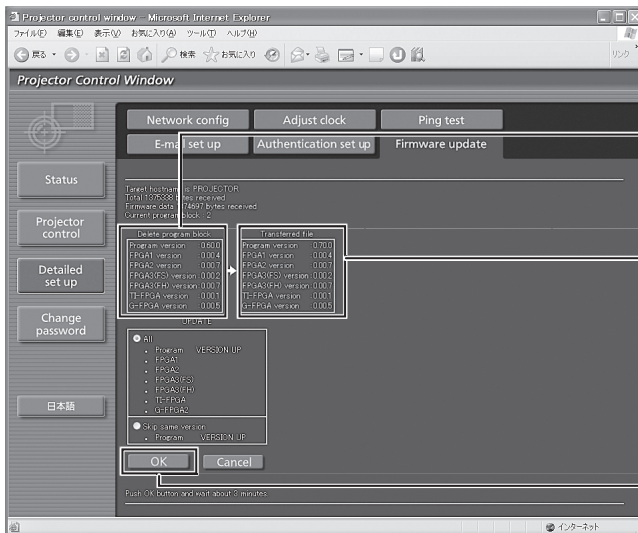 Projector control window - Microsoft Internet Explorer
ファイル(F) 編集(E) 表示(V) お気に入り(A) ツール(T) ヘルプ(H)
戻る 検索 お気に入り リンク »
Projector Control Window
Network config Adjust clock Ping test
E-mail set up Authentication set up Firmware update
Status
Projector control
Detailed set up
Change password
日本語
Target hostname is PROJECTOR
Total 1375338 bytes received
Firmware data 74697 bytes received.
Current program block : 2
Delete program block
Program version :0.60.0
FPGA1 version :0.00.4
FPGA2 version :0.00.7
FPGA3(FS) version :0.00.2
FPGA3(FH) version :0.00.7
TI-FPGA version :0.00.1
G-FPGA version :0.00.5
Transferred file
Program version :0.70.0
FPGA1 version :0.00.4
FPGA2 version :0.00.7
FPGA3(FS) version :0.00.2
FPGA3(FH) version :0.00.7
TI-FPGA version :0.00.1
G-FPGA version :0.00.5
UPDATE
All
. Program VERSION UP
. FPGA1
. FPGA2
. FPGA3(FS)
. FPGA3(FH)
. TI-FPGA
. G-FPGA2
Skip same version
. Program VERSION UP
OK Cancel
Push OK button and wait about 3 minutes.
インターネット